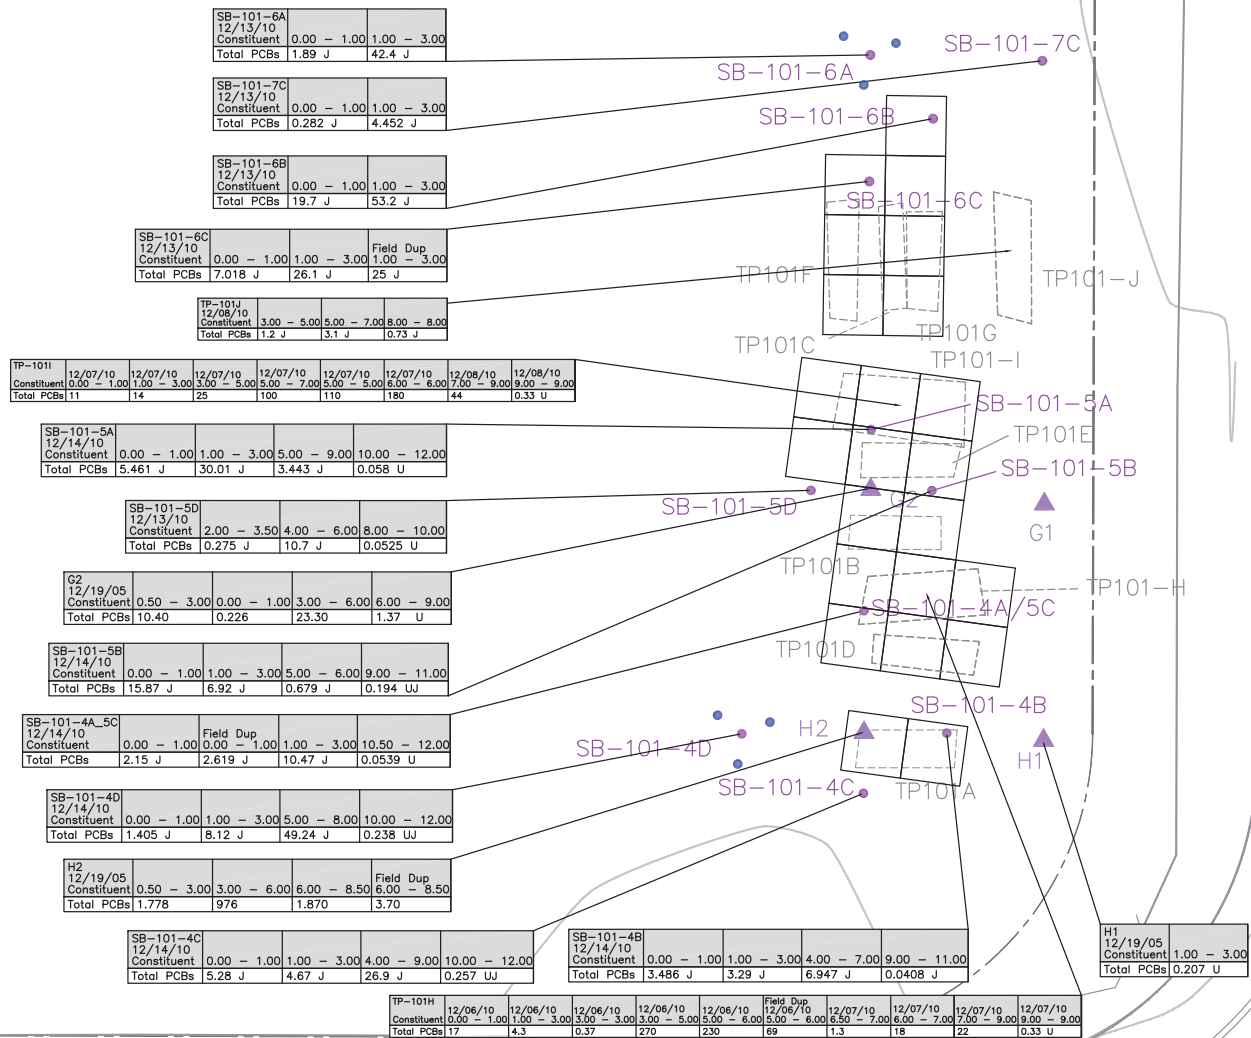 SB-101-6A
12/13/10
Constituent 0.00 - 1.00 1.00 - 3.00
Total PCBs 1.89 J 42.4 J
SB-101-7C
12/13/10
Constituent 0.00 - 1.00 1.00 - 3.00
Total PCBs 0.282 J 4.452 J
SB-101-6B
12/13/10
Constituent 0.00 - 1.00 1.00 - 3.00
Total PCBs 19.7 J 53.2 J
SB-101-6C
12/13/10 Field Dup
Constituent 0.00 - 1.00 1.00 - 3.00 1.00 - 3.00
Total PCBs 7.018 J 26.1 J 25 J
TP-101J
12/08/10
Constituent 3.00 - 5.00 5.00 - 7.00 8.00 - 8.00
Total PCBs 1.2 J 3.1 J 0.73 J
TP-101I
12/07/10 12/07/10 12/07/10 12/07/10 12/07/10 12/07/10 12/08/10 12/08/10
Constituent 0.00 - 1.00 1.00 - 3.00 3.00 - 5.00 5.00 - 7.00 5.00 - 5.00 6.00 - 6.00 7.00 - 9.00 9.00 - 9.00
Total PCBs 11 14 25 100 110 180 44 0.33 U
SB-101-5A
12/14/10
Constituent 0.00 - 1.00 1.00 - 3.00 5.00 - 9.00 10.00 - 12.00
Total PCBs 5.461 J 30.01 J 3.443 J 0.058 U
SB-101-5D
12/13/10
Constituent 2.00 - 3.50 4.00 - 6.00 8.00 - 10.00
Total PCBs 0.275 J 10.7 J 0.0525 U
G2
12/19/05
Constituent 0.50 - 3.00 0.00 - 1.00 3.00 - 6.00 6.00 - 9.00
Total PCBs 10.40 0.226 23.30 1.37 U
SB-101-5B
12/14/10
Constituent 0.00 - 1.00 1.00 - 3.00 5.00 - 6.00 9.00 - 11.00
Total PCBs 15.87 J 6.92 J 0.679 J 0.194 UJ
SB-101-4A_5C
12/14/10 Field Dup
Constituent 0.00 - 1.00 0.00 - 1.00 1.00 - 3.00 10.50 - 12.00
Total PCBs 2.15 J 2.619 J 10.47 J 0.0539 U
SB-101-4D
12/14/10
Constituent 0.00 - 1.00 1.00 - 3.00 5.00 - 8.00 10.00 - 12.00
Total PCBs 1.405 J 8.12 J 49.24 J 0.238 UJ
H2
12/19/05 Field Dup
Constituent 0.50 - 3.00 3.00 - 6.00 6.00 - 8.50 6.00 - 8.50
Total PCBs 1.778 976 1.870 3.70
SB-101-4C
12/14/10
Constituent 0.00 - 1.00 1.00 - 3.00 4.00 - 9.00 10.00 - 12.00
Total PCBs 5.28 J 4.67 J 26.9 J 0.257 UJ
SB-101-4B
12/14/10
Constituent 0.00 - 1.00 1.00 - 3.00 4.00 - 7.00 9.00 - 11.00
Total PCBs 3.486 J 3.29 J 6.947 J 0.0408 J
H1
12/19/05
Constituent 1.00 - 3.00
Total PCBs 0.207 U
TP-101H Field Dup
12/06/10 12/06/10 12/06/10 12/06/10 12/06/10 12/06/10 12/07/10 12/07/10 12/07/10 12/07/10
Constituent 0.00 - 1.00 1.00 - 3.00 3.00 - 3.00 3.00 - 5.00 5.00 - 6.00 5.00 - 6.00 6.50 - 7.00 6.00 - 7.00 7.00 - 9.00 9.00 - 9.00
Total PCBs 17 4.3 0.37 270 230 69 1.3 18 22 0.33 U
SB-101-7C
SB-101-6A
SB-101-6B
SB-101-6C
TP101F
TP101-J
TP101C
TP101G
TP101-I
SB-101-5A
TP101E
SB-101-5B
SB-101-5D
G2
G1
TP101B
TP101-H
SB-101-4A/5C
TP101D
SB-101-4B
H2
SB-101-4D
H1
SB-101-4C
TP101A